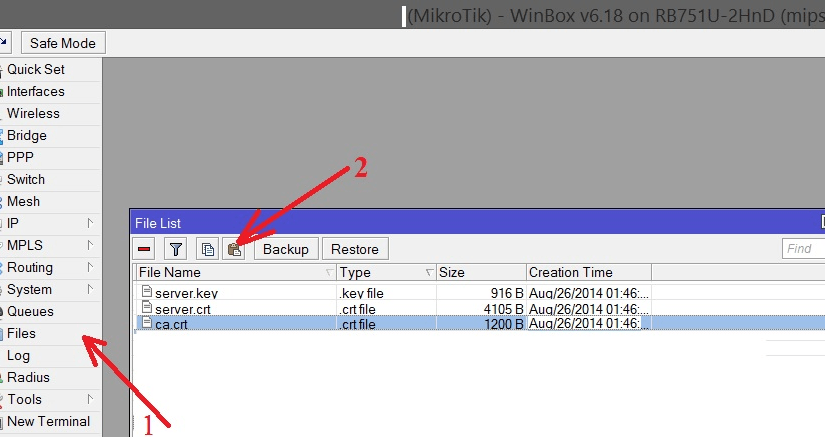 (MikroTik) - WinBox v6.18 on RB751U-2HnD (mips
Safe Mode
Quick Set
Interfaces
Wireless
Bridge
PPP
Switch
Mesh
IP
MPLS
Routing
System
Queues
Files
Log
Radius
Tools
New Terminal
1
2
File List
Backup Restore Find
File Name Type Size Creation Time
server.key .key file 916 B Aug/26/2014 01:46:...
server.crt .crt file 4105 B Aug/26/2014 01:46:...
ca.crt .crt file 1200 B Aug/26/2014 01:46:...